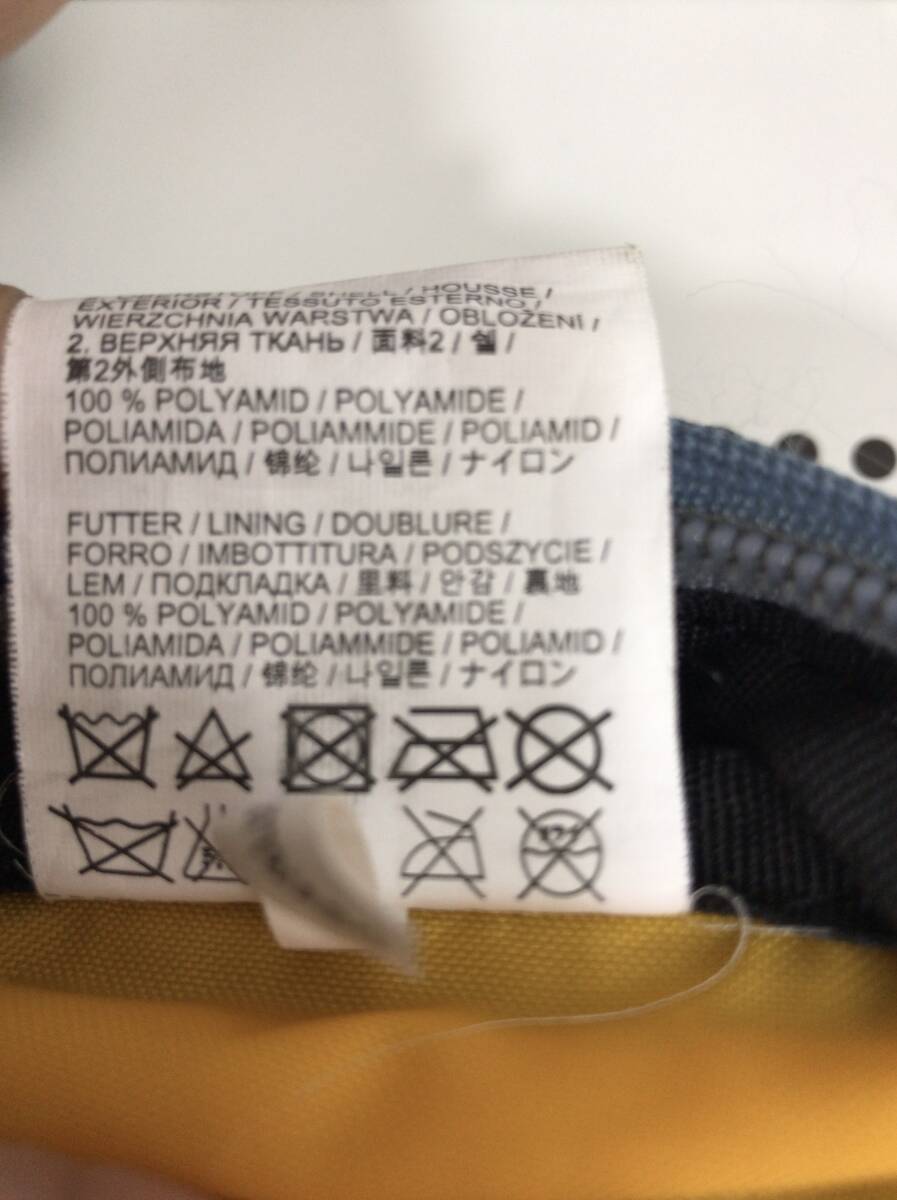 SHELL / HOUSSE /
EXTERIOR / TESSUTO ESTERNO /
WIERZCHNIA WARSTWA / OBLOŽENI /
2. ВЕРХНЯЯ ТКАНЬ / 面料2 / 쉘 /
第2外側布地
100 % POLYAMID / POLYAMIDE /
POLIAMIDA / POLIAMMIDE / POLIAMID /
ПОЛИАМИД / 锦纶 / 나일론 / ナイロン
FUTTER / LINING / DOUBLURE /
FORRO / IMBOTTITURA / PODSZYCIE /
LEM / ПОДКЛАДКА / 里料 / 안감 / 裏地
100 % POLYAMID / POLYAMIDE /
POLIAMIDA / POLIAMMIDE / POLIAMID /
ПОЛИАМИД / 锦纶 / 나일론 / ナイロン